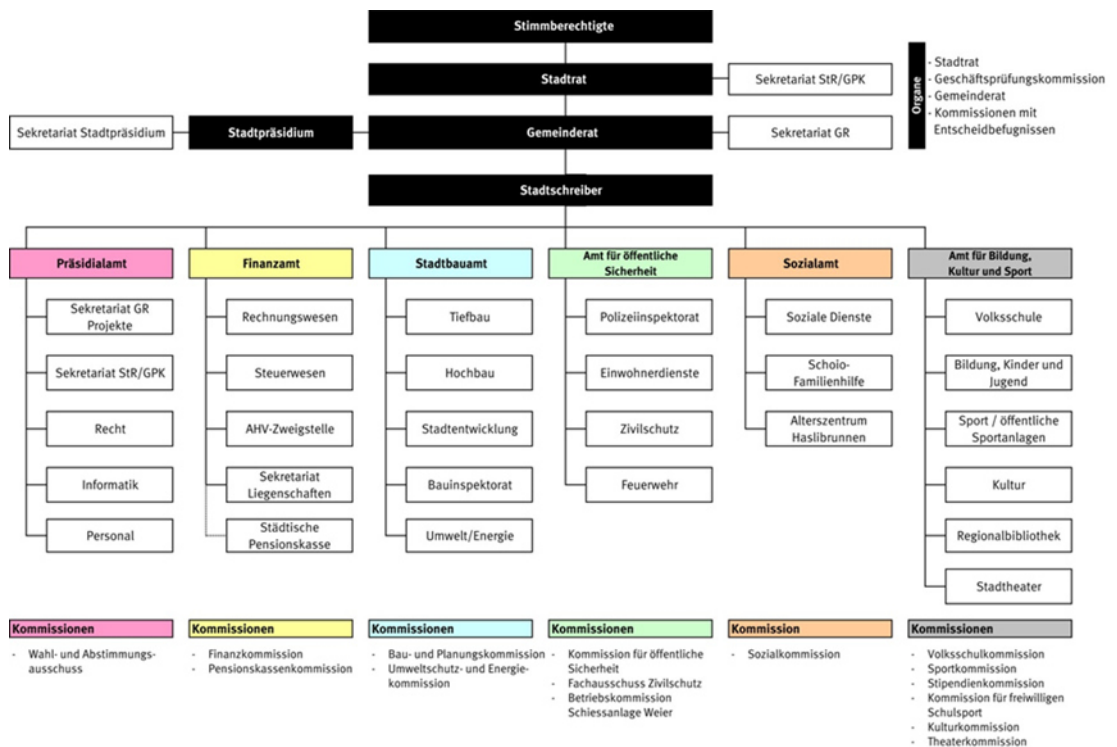 Stimmberechtigte
Stadtrat
Sekretariat StR/GPK
Organe
- Stadtrat
- Geschäftsprüfungskommission
- Gemeinderat
- Kommissionen mit
Entscheidbefugnissen
Sekretariat Stadtpräsidium
Stadtpräsidium
Gemeinderat
Sekretariat GR
Stadtschreiber
Präsidialamt
Sekretariat GR
Projekte
Sekretariat StR/GPK
Recht
Informatik
Personal
Finanzamt
Rechnungswesen
Steuerwesen
AHV-Zweigstelle
Sekretariat
Liegenschaften
Städtische
Pensionskasse
Stadtbauamt
Tiefbau
Hochbau
Stadtentwicklung
Bauinspektorat
Umwelt/Energie
Amt für öffentliche
Sicherheit
Polizeiinspektorat
Einwohnerdienste
Zivilschutz
Feuerwehr
Sozialamt
Soziale Dienste
Schoio-
Familienhilfe
Alterszentrum
Haslibrunnen
Amt für Bildung,
Kultur und Sport
Volksschule
Bildung, Kinder und
Jugend
Sport / öffentliche
Sportanlagen
Kultur
Regionalbibliothek
Stadtheater
Kommissionen
- Wahl- und Abstimmungs-
ausschuss
Kommissionen
- Finanzkommission
- Pensionskassenkommission
Kommissionen
- Bau- und Planungskommission
- Umweltschutz- und Energie-
kommission
Kommissionen
- Kommission für öffentliche
Sicherheit
- Fachausschuss Zivilschutz
- Betriebskommission
Schiessanlage Weier
Kommission
- Sozialkommission
Kommissionen
- Volksschulkommission
- Sportkommission
- Stipendienkommission
- Kommission für freiwilligen
Schulsport
- Kulturkommission
- Theaterkommission